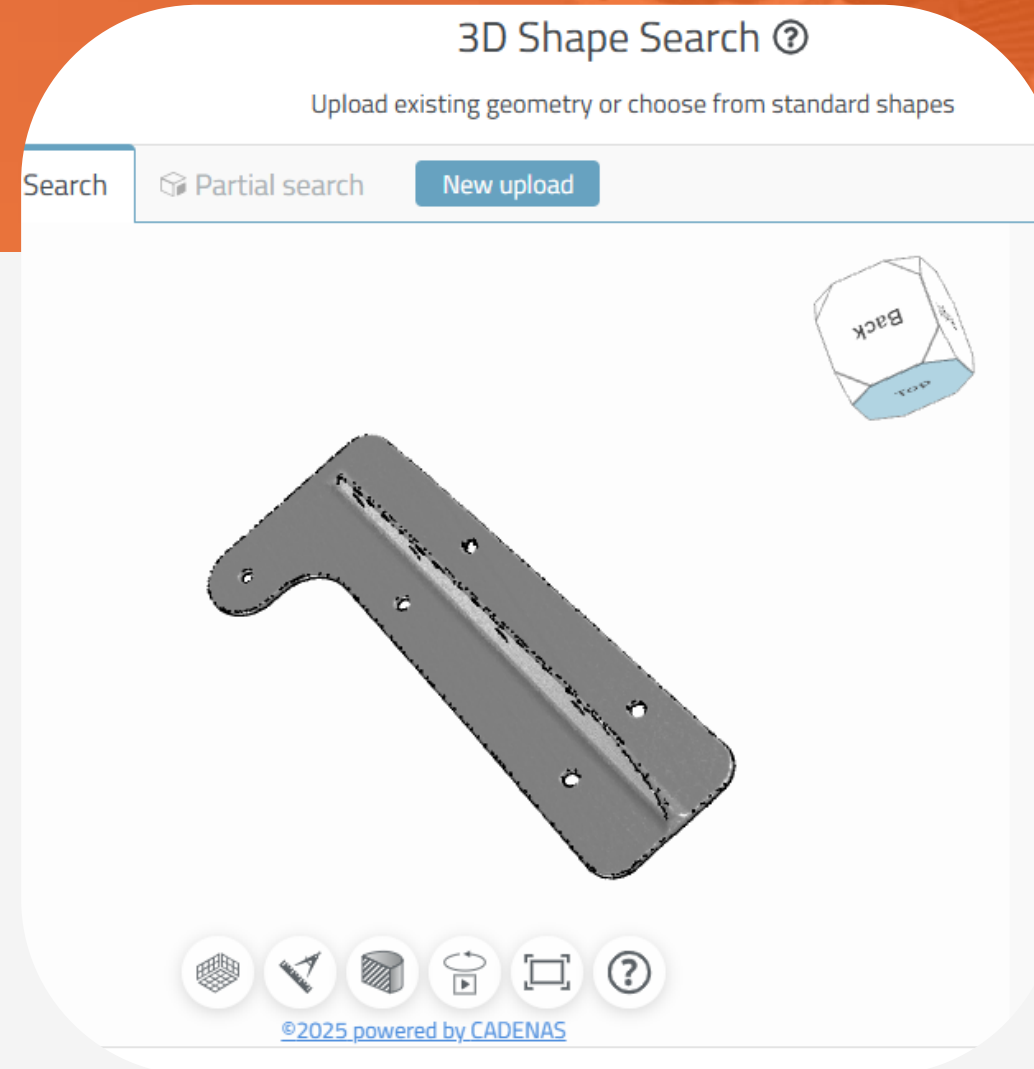 3D Shape Search
Upload existing geometry or choose from standard shapes
Search
Partial search
New upload
Back
Top
©2025 powered by CADENAS